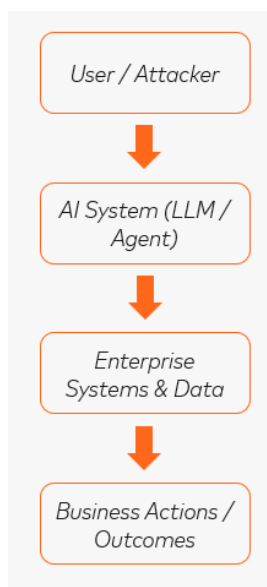 User / Attacker
AI System (LLM /
Agent)
Enterprise
Systems & Data
Business Actions /
Outcomes